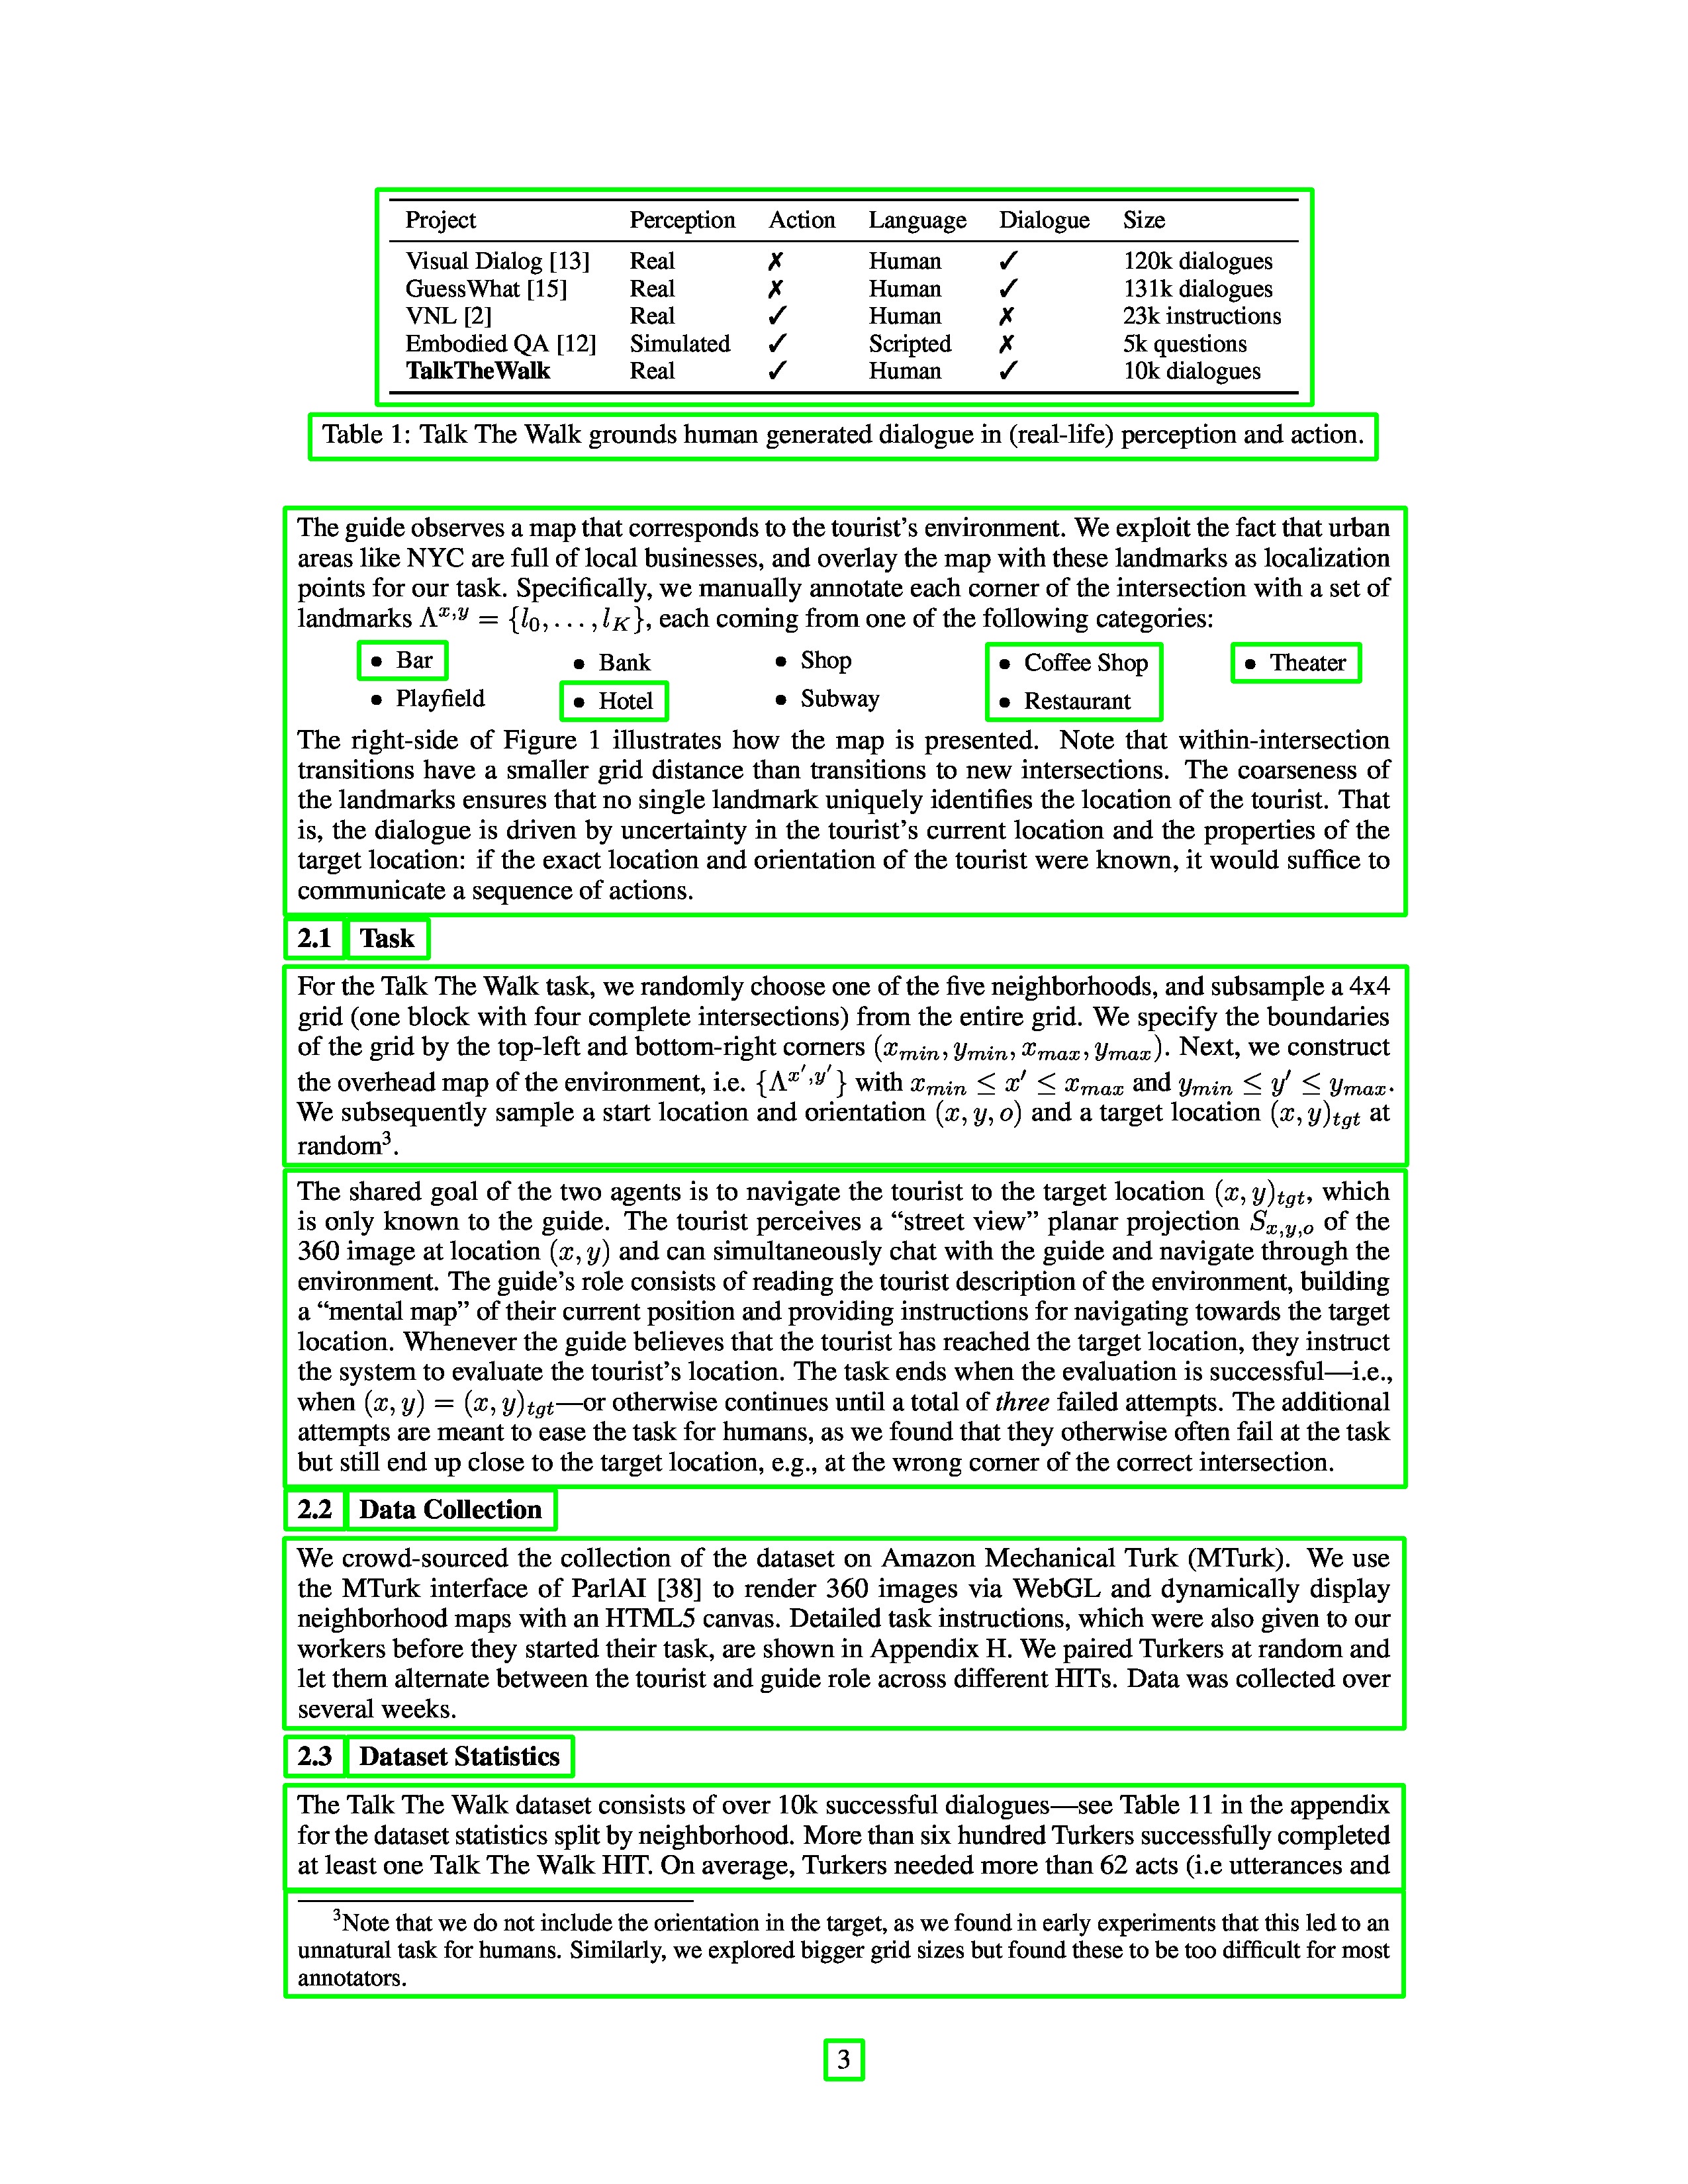 Project Perception Action Language Dialogue Size
Visual Dialog [13] Real ✗ Human ✓ 120k dialogues
GuessWhat [15] Real ✗ Human ✓ 131k dialogues
VNL [2] Real ✓ Human ✗ 23k instructions
Embodied QA [12] Simulated ✓ Scripted ✗ 5k questions
TalkTheWalk Real ✓ Human ✓ 10k dialogues
Table 1: Talk The Walk grounds human generated dialogue in (real-life) perception and action.
The guide observes a map that corresponds to the tourist's environment. We exploit the fact that urban
areas like NYC are full of local businesses, and overlay the map with these landmarks as localization
points for our task. Specifically, we manually annotate each corner of the intersection with a set of
landmarks Λ^{x,y} = {l_0, . . . , l_K}, each coming from one of the following categories:
• Bar • Bank • Shop • Coffee Shop • Theater
• Playfield • Hotel • Subway • Restaurant
The right-side of Figure 1 illustrates how the map is presented. Note that within-intersection
transitions have a smaller grid distance than transitions to new intersections. The coarseness of
the landmarks ensures that no single landmark uniquely identifies the location of the tourist. That
is, the dialogue is driven by uncertainty in the tourist's current location and the properties of the
target location: if the exact location and orientation of the tourist were known, it would suffice to
communicate a sequence of actions.
2.1 Task
For the Talk The Walk task, we randomly choose one of the five neighborhoods, and subsample a 4x4
grid (one block with four complete intersections) from the entire grid. We specify the boundaries
of the grid by the top-left and bottom-right corners (x_{min}, y_{min}, x_{max}, y_{max}). Next, we construct
the overhead map of the environment, i.e. {Λ^{x′,y′}} with x_{min} ≤ x′ ≤ x_{max} and y_{min} ≤ y′ ≤ y_{max}.
We subsequently sample a start location and orientation (x, y, o) and a target location (x, y)_{tgt} at
random³.
The shared goal of the two agents is to navigate the tourist to the target location (x, y)_{tgt}, which
is only known to the guide. The tourist perceives a “street view” planar projection S_{x,y,o} of the
360 image at location (x, y) and can simultaneously chat with the guide and navigate through the
environment. The guide's role consists of reading the tourist description of the environment, building
a “mental map” of their current position and providing instructions for navigating towards the target
location. Whenever the guide believes that the tourist has reached the target location, they instruct
the system to evaluate the tourist's location. The task ends when the evaluation is successful—i.e.,
when (x, y) = (x, y)_{tgt}—or otherwise continues until a total of three failed attempts. The additional
attempts are meant to ease the task for humans, as we found that they otherwise often fail at the task
but still end up close to the target location, e.g., at the wrong corner of the correct intersection.
2.2 Data Collection
We crowd-sourced the collection of the dataset on Amazon Mechanical Turk (MTurk). We use
the MTurk interface of ParlAI [38] to render 360 images via WebGL and dynamically display
neighborhood maps with an HTML5 canvas. Detailed task instructions, which were also given to our
workers before they started their task, are shown in Appendix H. We paired Turkers at random and
let them alternate between the tourist and guide role across different HITs. Data was collected over
several weeks.
2.3 Dataset Statistics
The Talk The Walk dataset consists of over 10k successful dialogues—see Table 11 in the appendix
for the dataset statistics split by neighborhood. More than six hundred Turkers successfully completed
at least one Talk The Walk HIT. On average, Turkers needed more than 62 acts (i.e utterances and
³Note that we do not include the orientation in the target, as we found in early experiments that this led to an
unnatural task for humans. Similarly, we explored bigger grid sizes but found these to be too difficult for most
annotators.
3